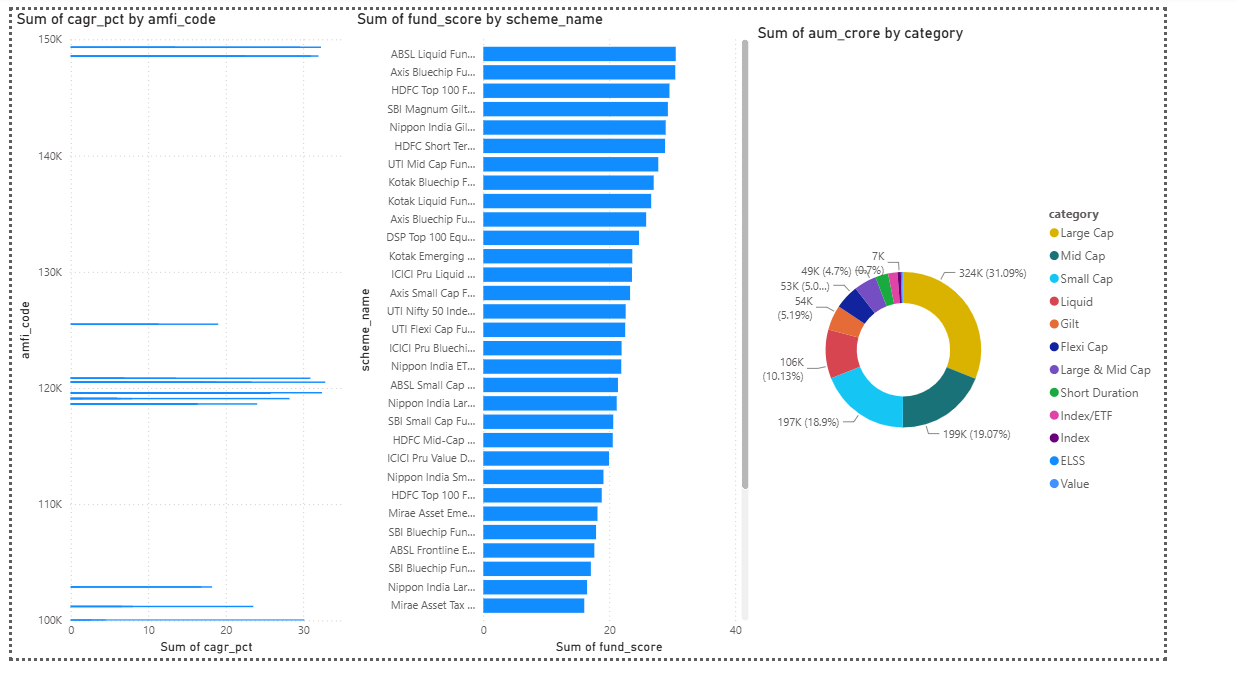 Sum of cagr_pct by amfi_code
150K
140K
130K
120K
110K
100K
amfi_code
0 10 20 30
Sum of cagr_pct
Sum of fund_score by scheme_name
scheme_name
ABSL Liquid Fun...
Axis Bluechip Fu...
HDFC Top 100 F...
SBI Magnum Gilt...
Nippon India Gil...
HDFC Short Ter...
UTI Mid Cap Fun...
Kotak Bluechip F...
Kotak Liquid Fun...
Axis Bluechip Fu...
DSP Top 100 Equ...
Kotak Emerging ...
ICICI Pru Liquid ...
Axis Small Cap F...
UTI Nifty 50 Inde...
UTI Flexi Cap Fu...
ICICI Pru Bluechi...
Nippon India ET...
ABSL Small Cap ...
Nippon India Lar...
SBI Small Cap Fu...
HDFC Mid-Cap ...
ICICI Pru Value D...
Nippon India Sm...
HDFC Top 100 F...
Mirae Asset Eme...
SBI Bluechip Fun...
ABSL Frontline E...
SBI Bluechip Fun...
Nippon India Lar...
Mirae Asset Tax ...
0 20 40
Sum of fund_score
Sum of aum_crore by category
324K (31.09%)
199K (19.07%)
197K (18.9%)
106K
(10.13%)
54K
(5.19%)
53K (5.0...)
49K (4.7%)
7K
(0.7%)
category
Large Cap
Mid Cap
Small Cap
Liquid
Gilt
Flexi Cap
Large & Mid Cap
Short Duration
Index/ETF
Index
ELSS
Value